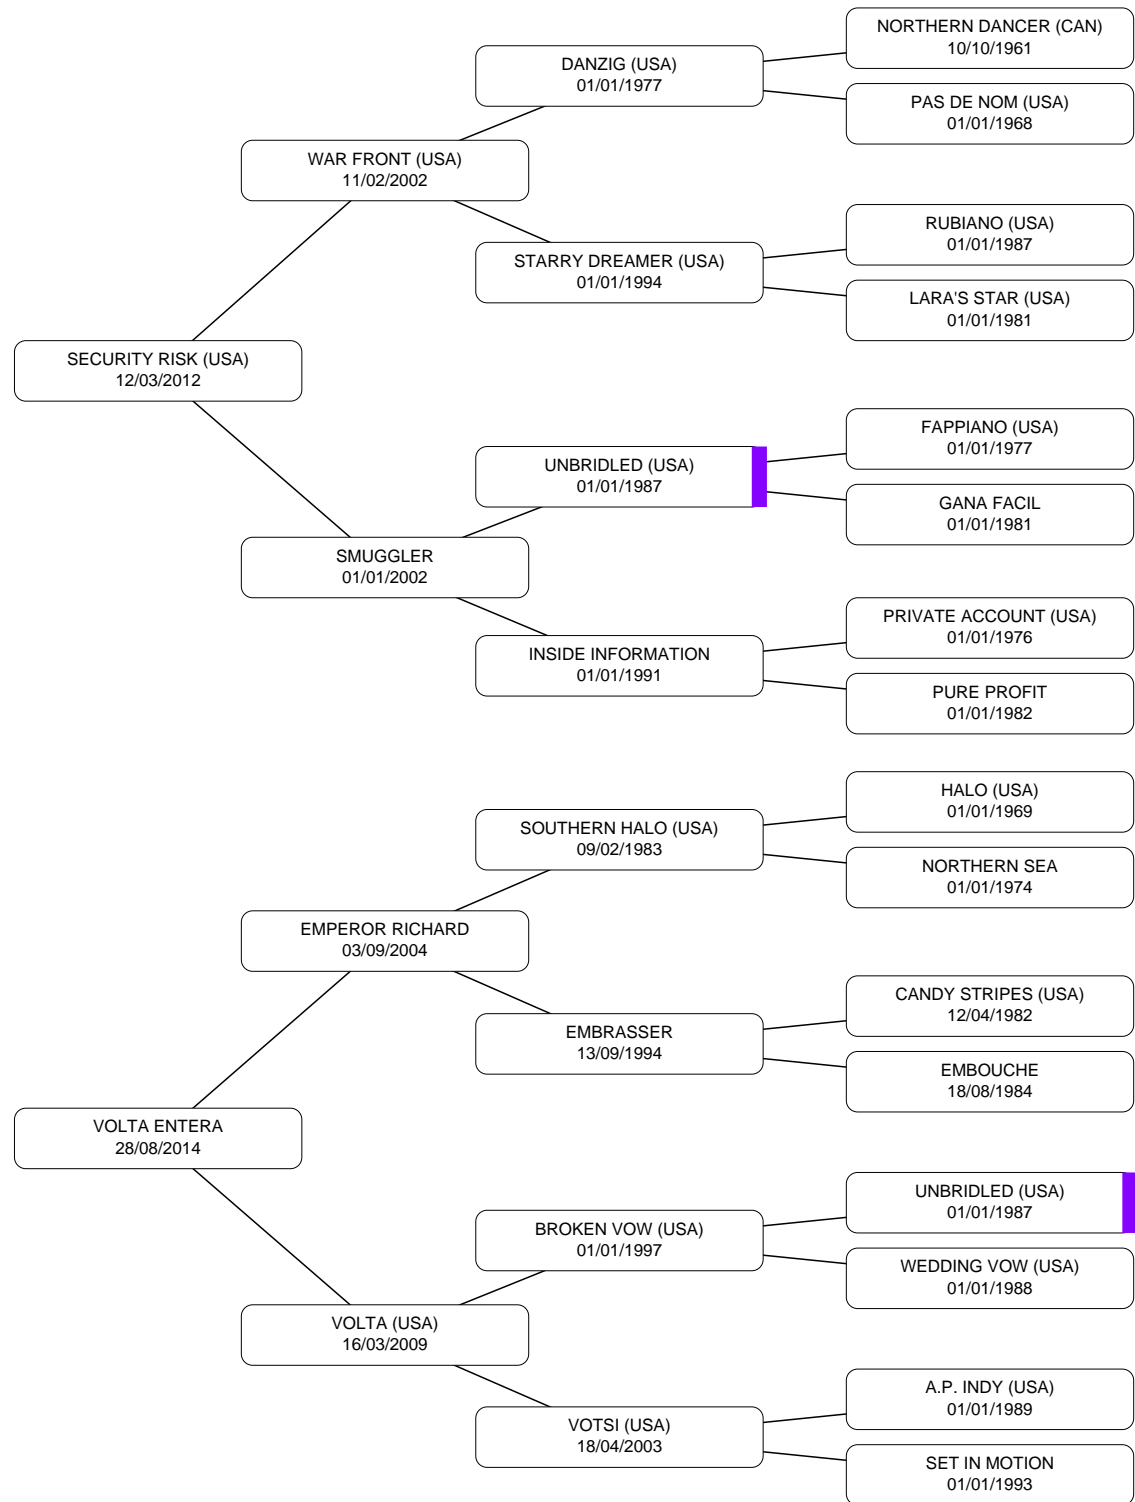 NORTHERN DANCER (CAN)
10/10/1961
DANZIG (USA)
01/01/1977
PAS DE NOM (USA)
01/01/1968
WAR FRONT (USA)
11/02/2002
RUBIANO (USA)
01/01/1987
STARRY DREAMER (USA)
01/01/1994
LARA'S STAR (USA)
01/01/1981
SECURITY RISK (USA)
12/03/2012
FAPPIANO (USA)
01/01/1977
UNBRIDLED (USA)
01/01/1987
GANA FACIL
01/01/1981
SMUGGLER
01/01/2002
PRIVATE ACCOUNT (USA)
01/01/1976
INSIDE INFORMATION
01/01/1991
PURE PROFIT
01/01/1982
HALO (USA)
01/01/1969
SOUTHERN HALO (USA)
09/02/1983
NORTHERN SEA
01/01/1974
EMPEROR RICHARD
03/09/2004
CANDY STRIPES (USA)
12/04/1982
EMBRASSER
13/09/1994
EMBOUCHE
18/08/1984
VOLTA ENTERA
28/08/2014
UNBRIDLED (USA)
01/01/1987
BROKEN VOW (USA)
01/01/1997
WEDDING VOW (USA)
01/01/1988
VOLTA (USA)
16/03/2009
A.P. INDY (USA)
01/01/1989
VOTSI (USA)
18/04/2003
SET IN MOTION
01/01/1993